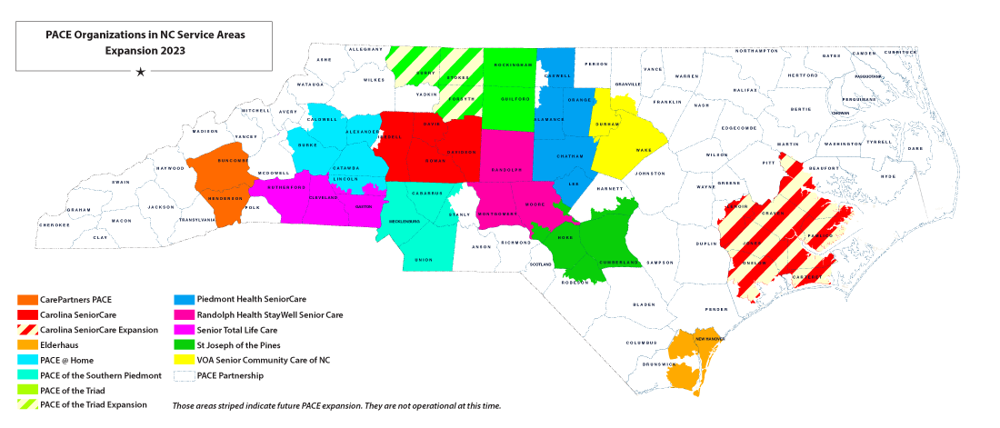 PACE Organizations in NC Service Areas
Expansion 2023
ALLEGRANY
ASHE
SURRY
STOKES
ROCKINGHAM
CASWELL
PERSON
VANCE
WARREN
NORTHAMPTON
GATES
CAMDEN
CURRITUCK
PASQUOTANK
HERTFORD
WATAUGA
WILKES
YADKIN
FORSYTH
GUILFORD
ALAMANCE
ORANGE
DURHAM
GRANVILLE
FRANKLIN
NASH
HALIFAX
BERTIE
CHOWAN
PERQUIMANS
MITCHELL
AVERY
CALDWELL
ALEXANDER
IREDELL
DAVIE
DAVIDSON
ROWAN
RANDOLPH
CHATHAM
WAKE
EDGECOMBE
MARTIN
WASHINGTON
TYRRELL
DARE
MADISON
YANCEY
BURKE
CATAWBA
WILSON
PITT
BEAUFORT
HYDE
HAYWOOD
BUNCOMBE
MCDOWELL
LINCOLN
LEE
JOHNSTON
GREENE
WAYNE
SWAIN
RUTHERFORD
CLEVELAND
GASTON
CABARRUS
STANLY
MONTGOMERY
MOORE
HARNETT
LENOIR
CRAVEN
PAMLICO
JONES
GRAHAM
JACKSON
HENDERSON
POLK
TRANSYLVANIA
CHEROKEE
MACON
CLAY
MECKLENBURG
UNION
ANSON
RICHMOND
HOKE
SCOTLAND
CUMBERLAND
SAMPSON
DUPLIN
ONSLOW
CARTERET
ROBESON
BLADEN
PENDER
COLUMBUS
NEW HANOVER
BRUNSWICK
CarePartners PACE
Carolina SeniorCare
Carolina SeniorCare Expansion
Elderhaus
PACE @ Home
PACE of the Southern Piedmont
PACE of the Triad
PACE of the Triad Expansion
Piedmont Health SeniorCare
Randolph Health StayWell Senior Care
Senior Total Life Care
St Joseph of the Pines
VOA Senior Community Care of NC
PACE Partnership
Those areas striped indicate future PACE expansion. They are not operational at this time.